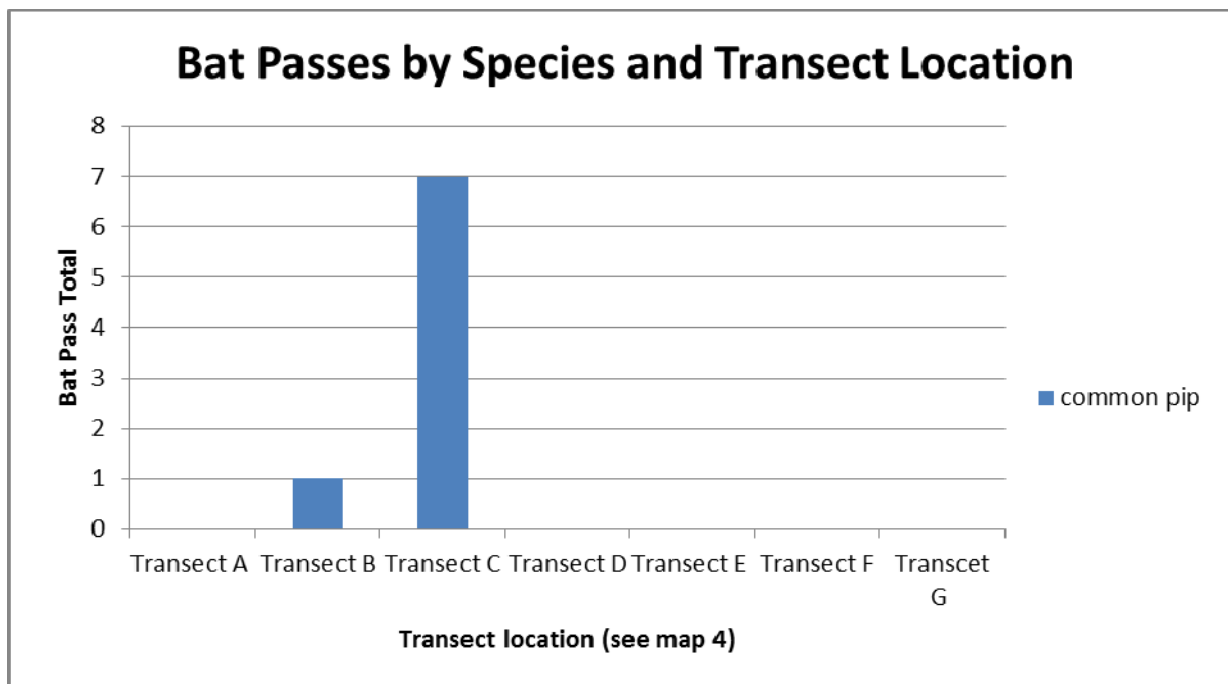 Bat Passes by Species and Transect Location
8
7
6
5
4
3
2
1
0
Bat Pass Total
Transect A Transect B Transect C Transect D Transect E Transect F Transcet
G
Transect location (see map 4)
common pip